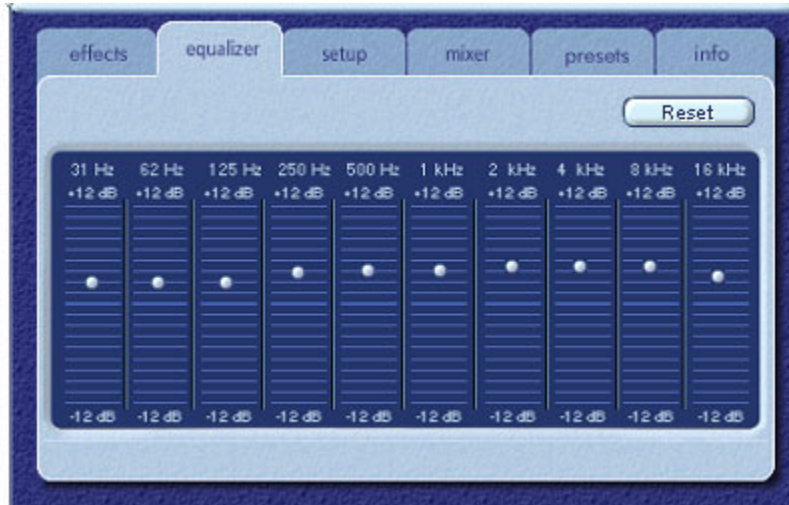 effects equalizer setup mixer presets info
Reset
31 Hz 62 Hz 125 Hz 250 Hz 500 Hz 1 kHz 2 kHz 4 kHz 8 kHz 16 kHz
+12 dB +12 dB +12 dB +12 dB +12 dB +12 dB +12 dB +12 dB +12 dB +12 dB
-12 dB -12 dB -12 dB -12 dB -12 dB -12 dB -12 dB -12 dB -12 dB -12 dB